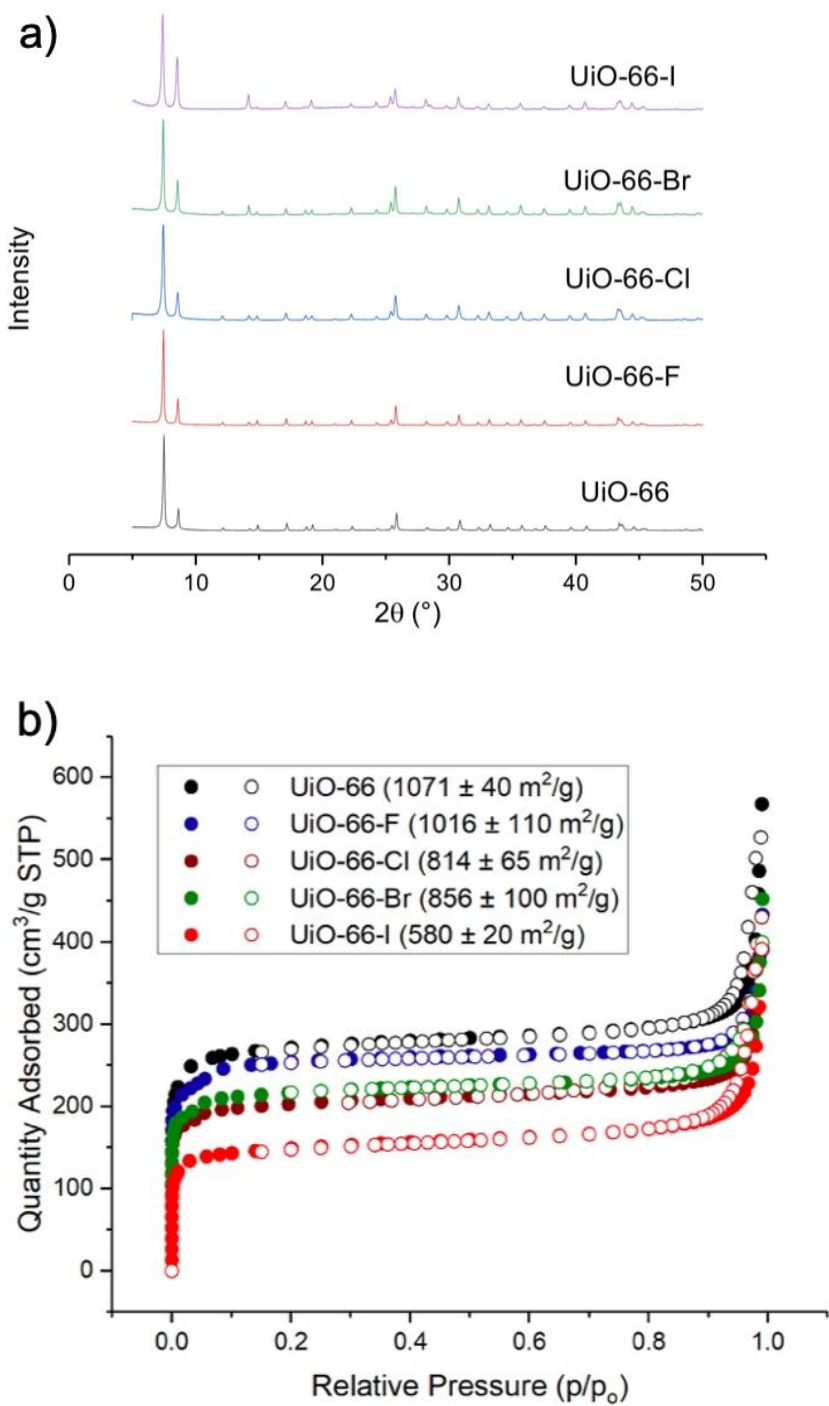 a)
UiO-66-I
UiO-66-Br
UiO-66-Cl
UiO-66-F
UiO-66
Intensity
0 10 20 30 40 50
2θ (°)
b)
600
500
400
300
200
100
0
Quantity Adsorbed (cm³/g STP)
UiO-66 (1071 ± 40 m²/g)
UiO-66-F (1016 ± 110 m²/g)
UiO-66-Cl (814 ± 65 m²/g)
UiO-66-Br (856 ± 100 m²/g)
UiO-66-I (580 ± 20 m²/g)
0.0 0.2 0.4 0.6 0.8 1.0
Relative Pressure (p/pₒ)